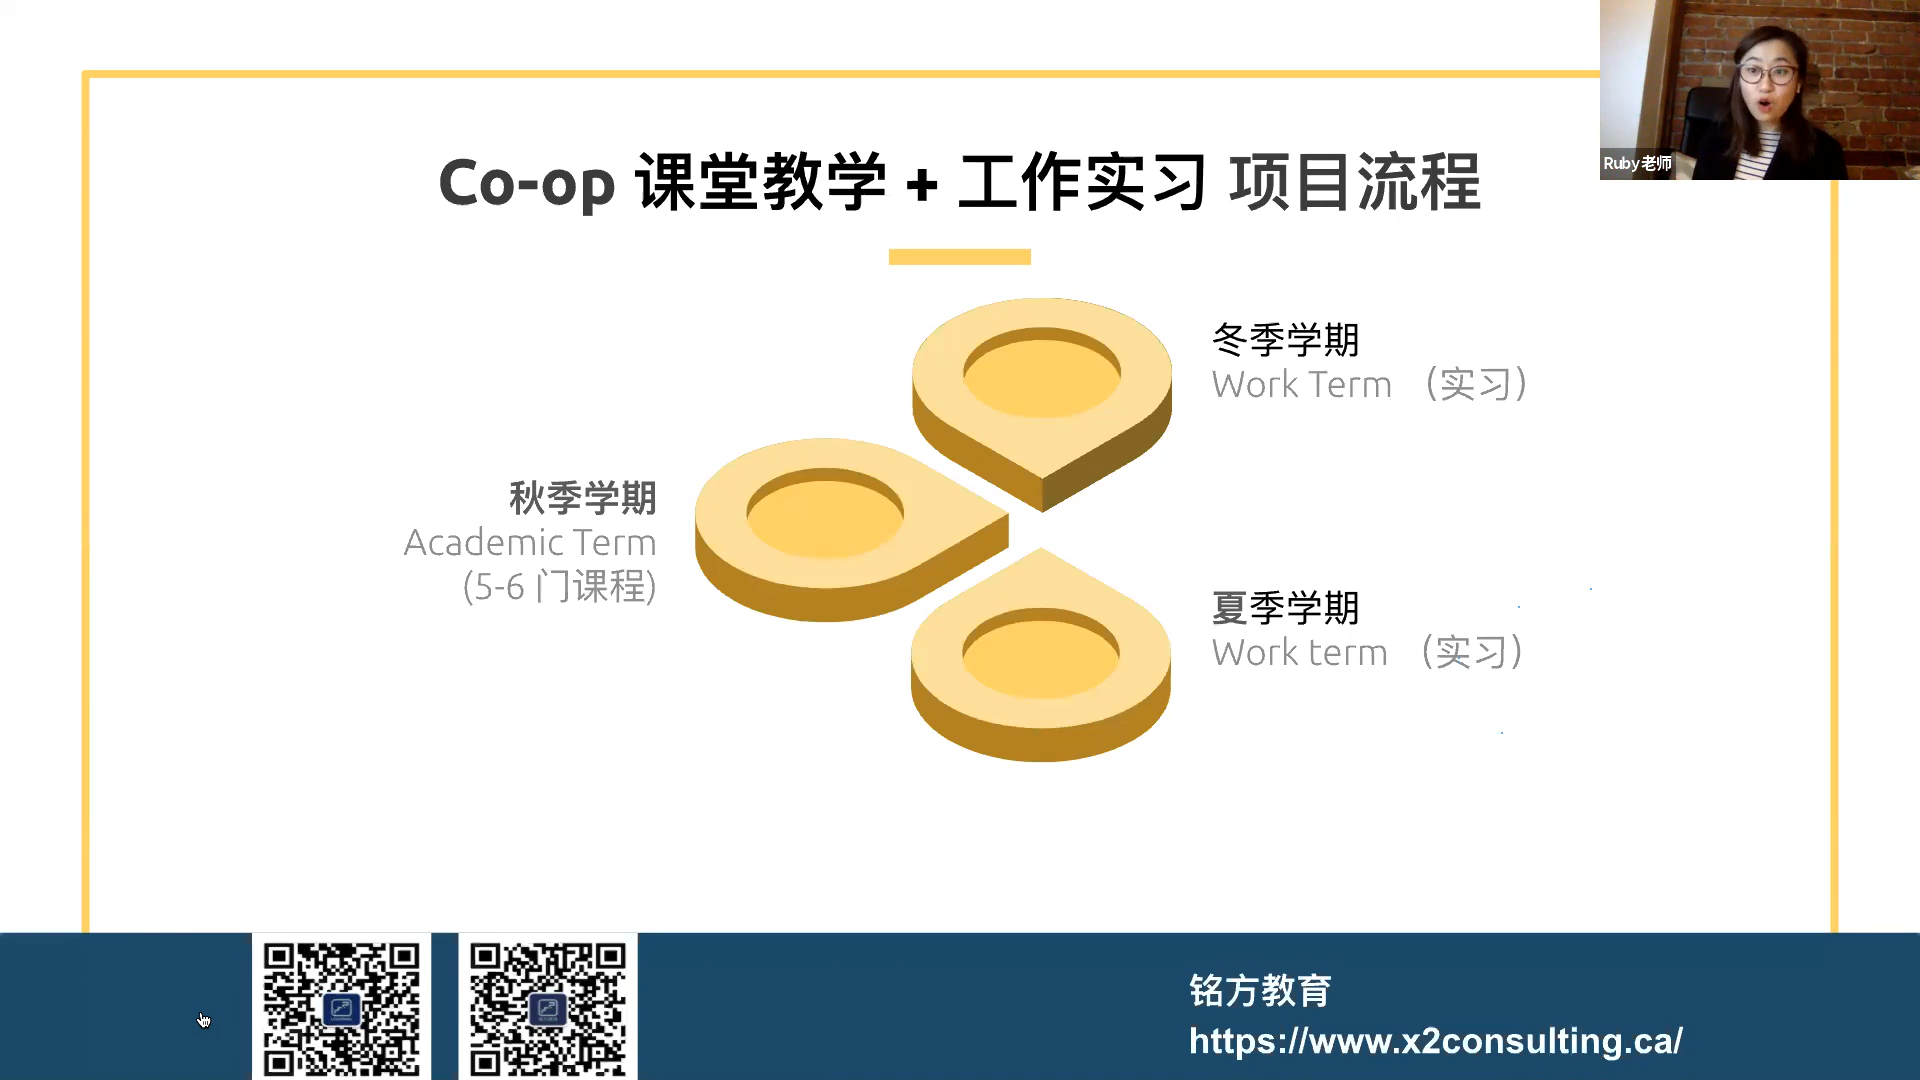 Co-op 课堂教学 + 工作实习 项目流程
Ruby老师
冬季学期
Work Term （实习）
秋季学期
Academic Term
(5-6 门课程)
夏季学期
Work term （实习）
铭方教育
https://www.x2consulting.ca/